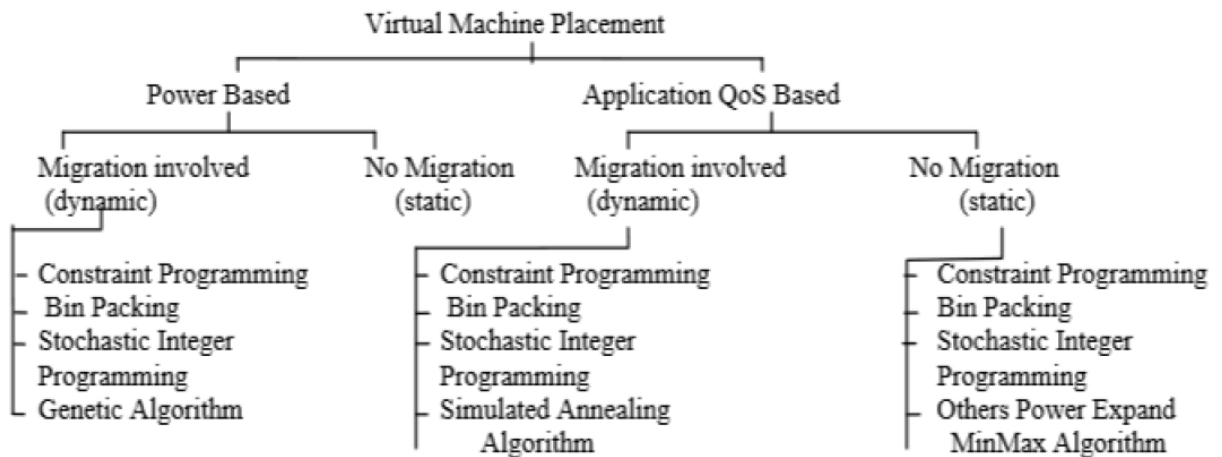 Virtual Machine Placement
Power Based
Application QoS Based
Migration involved
(dynamic)
No Migration
(static)
Migration involved
(dynamic)
No Migration
(static)
Constraint Programming
Bin Packing
Stochastic Integer
Programming
Genetic Algorithm
Constraint Programming
Bin Packing
Stochastic Integer
Programming
Simulated Annealing
Algorithm
Constraint Programming
Bin Packing
Stochastic Integer
Programming
Others Power Expand
MinMax Algorithm